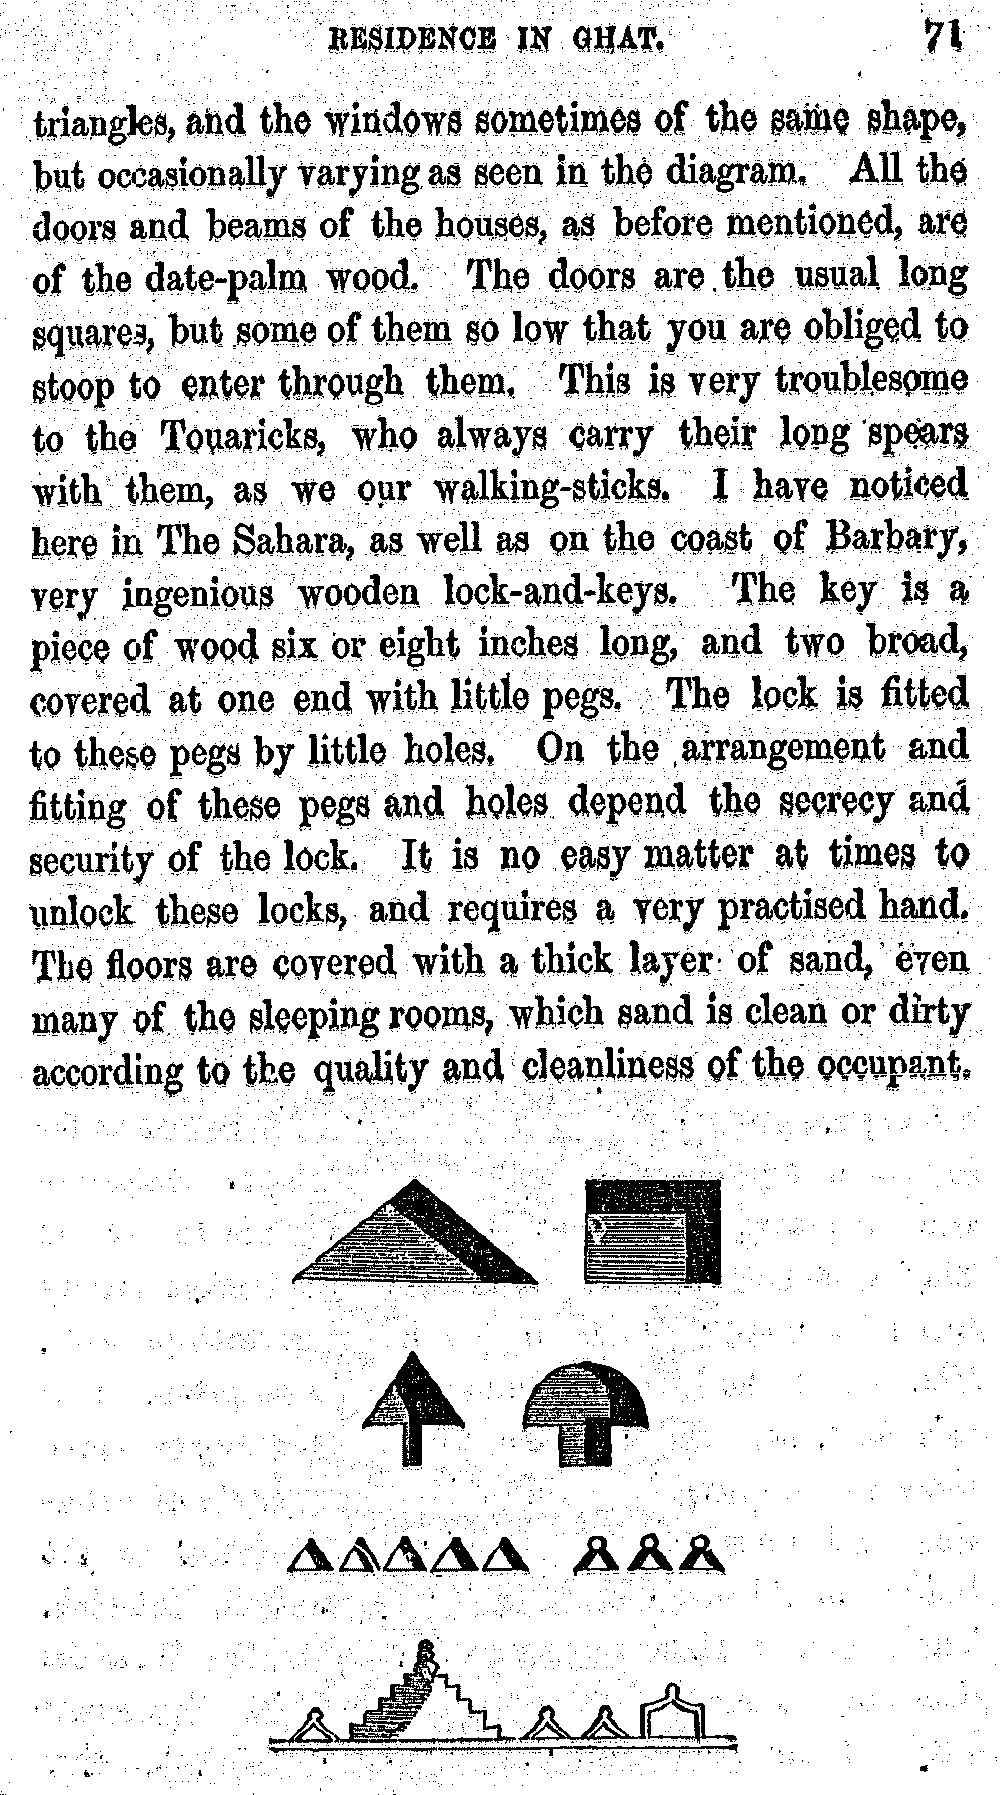 RESIDENCE IN GHAT. 71
triangles, and the windows sometimes of the same shape,
but occasionally varying as seen in the diagram. All the
doors and beams of the houses, as before mentioned, are
of the date-palm wood. The doors are the usual long
squares, but some of them so low that you are obliged to
stoop to enter through them. This is very troublesome
to the Touaricks, who always carry their long spears
with them, as we our walking-sticks. I have noticed
here in The Sahara, as well as on the coast of Barbary,
very ingenious wooden lock-and-keys. The key is a
piece of wood six or eight inches long, and two broad,
covered at one end with little pegs. The lock is fitted
to these pegs by little holes. On the arrangement and
fitting of these pegs and holes depend the secrecy and
security of the lock. It is no easy matter at times to
unlock these locks, and requires a very practised hand.
The floors are covered with a thick layer of sand, even
many of the sleeping rooms, which sand is clean or dirty
according to the quality and cleanliness of the occupant.